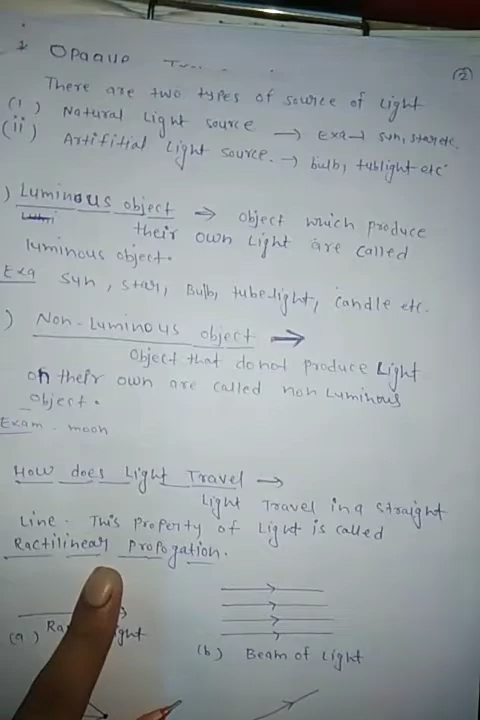 (2)
* Opaque
There are two types of source of Light
(i) Natural Light source → Exa→ sun, star etc.
(ii) Artifitial Light source. → bulb, tublight etc
) Luminous object ⇒ object which produce
their own Light are called
luminous object.
Exa sun, star, Bulb, tubelight, candle etc.
) Non-Luminous object →
Object that do not produce Light
on their own are called non Luminous
object.
Exam - moon
How does Light Travel →
Light Travel in a straight
Line. This property of Light is called
Ractilinear Propogation.
(a) Ra ight
(b) Beam of Light